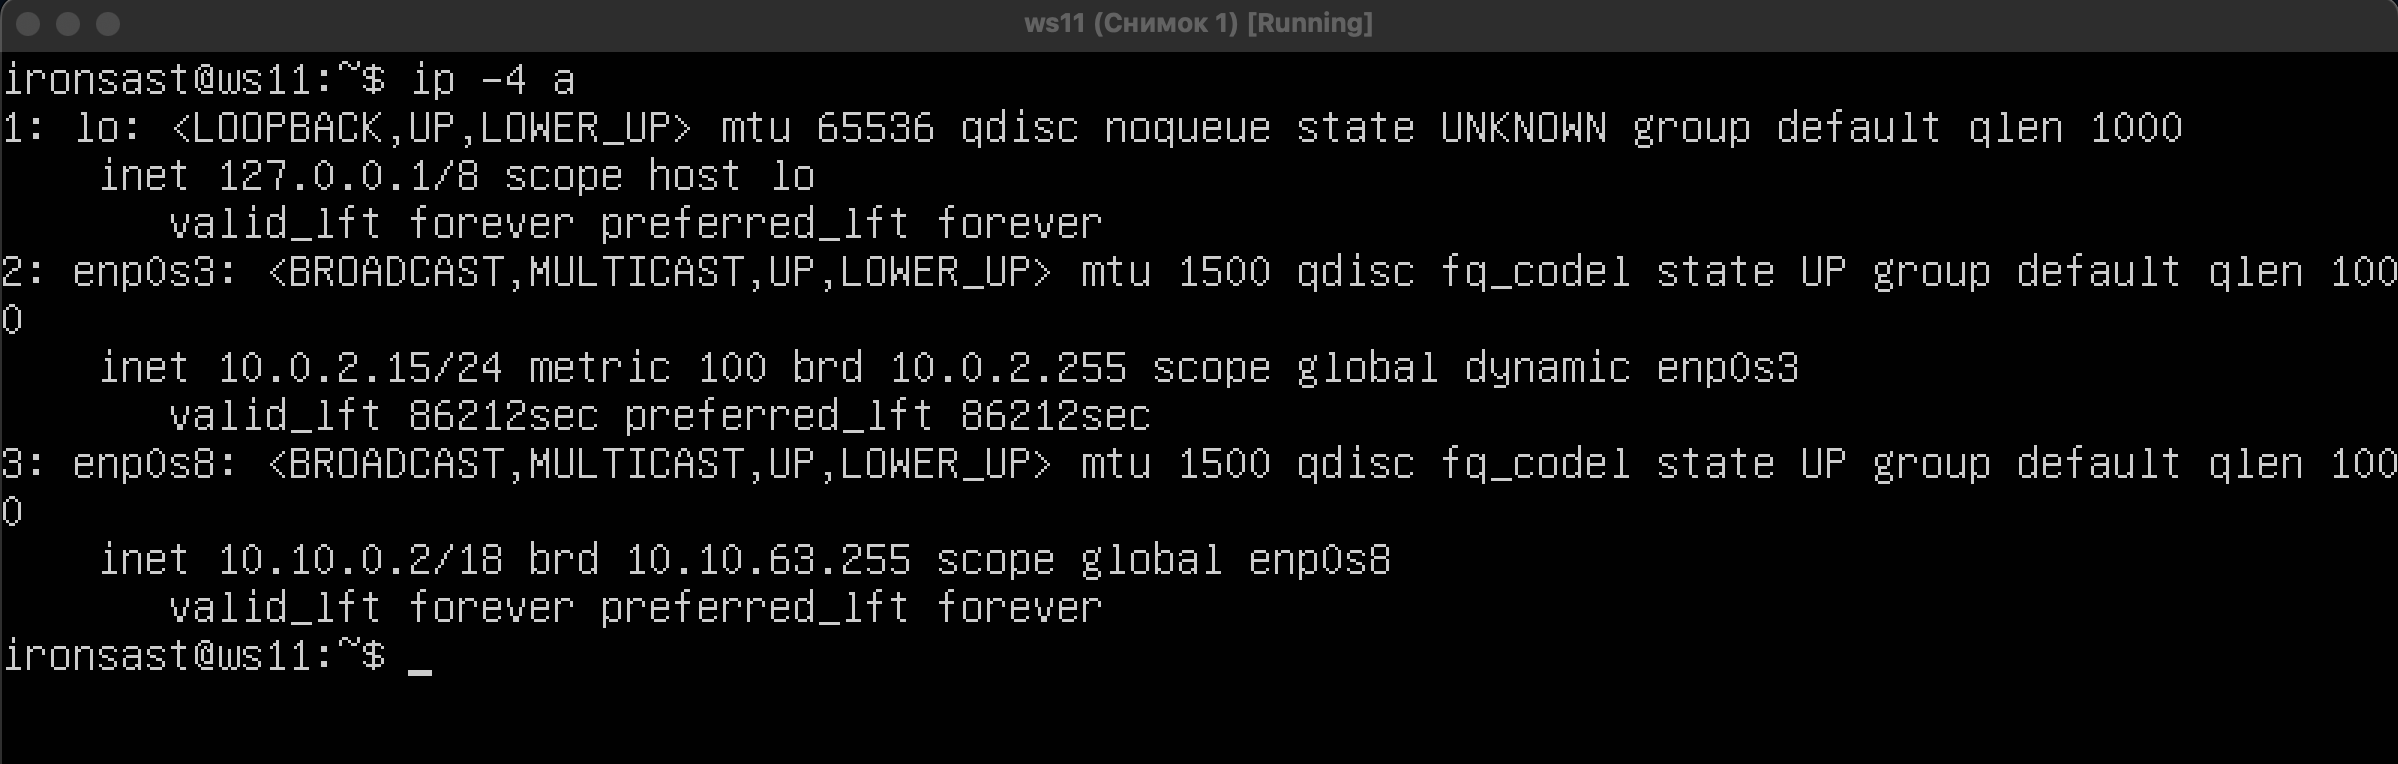 ws11 (Снимок 1) [Running]
ironsast@ws11:~$ ip -4 a
1: lo: <LOOPBACK,UP,LOWER_UP> mtu 65536 qdisc noqueue state UNKNOWN group default qlen 1000
    inet 127.0.0.1/8 scope host lo
       valid_lft forever preferred_lft forever
2: enp0s3: <BROADCAST,MULTICAST,UP,LOWER_UP> mtu 1500 qdisc fq_codel state UP group default qlen 100
0
    inet 10.0.2.15/24 metric 100 brd 10.0.2.255 scope global dynamic enp0s3
       valid_lft 86212sec preferred_lft 86212sec
3: enp0s8: <BROADCAST,MULTICAST,UP,LOWER_UP> mtu 1500 qdisc fq_codel state UP group default qlen 100
0
    inet 10.10.0.2/18 brd 10.10.63.255 scope global enp0s8
       valid_lft forever preferred_lft forever
ironsast@ws11:~$ _